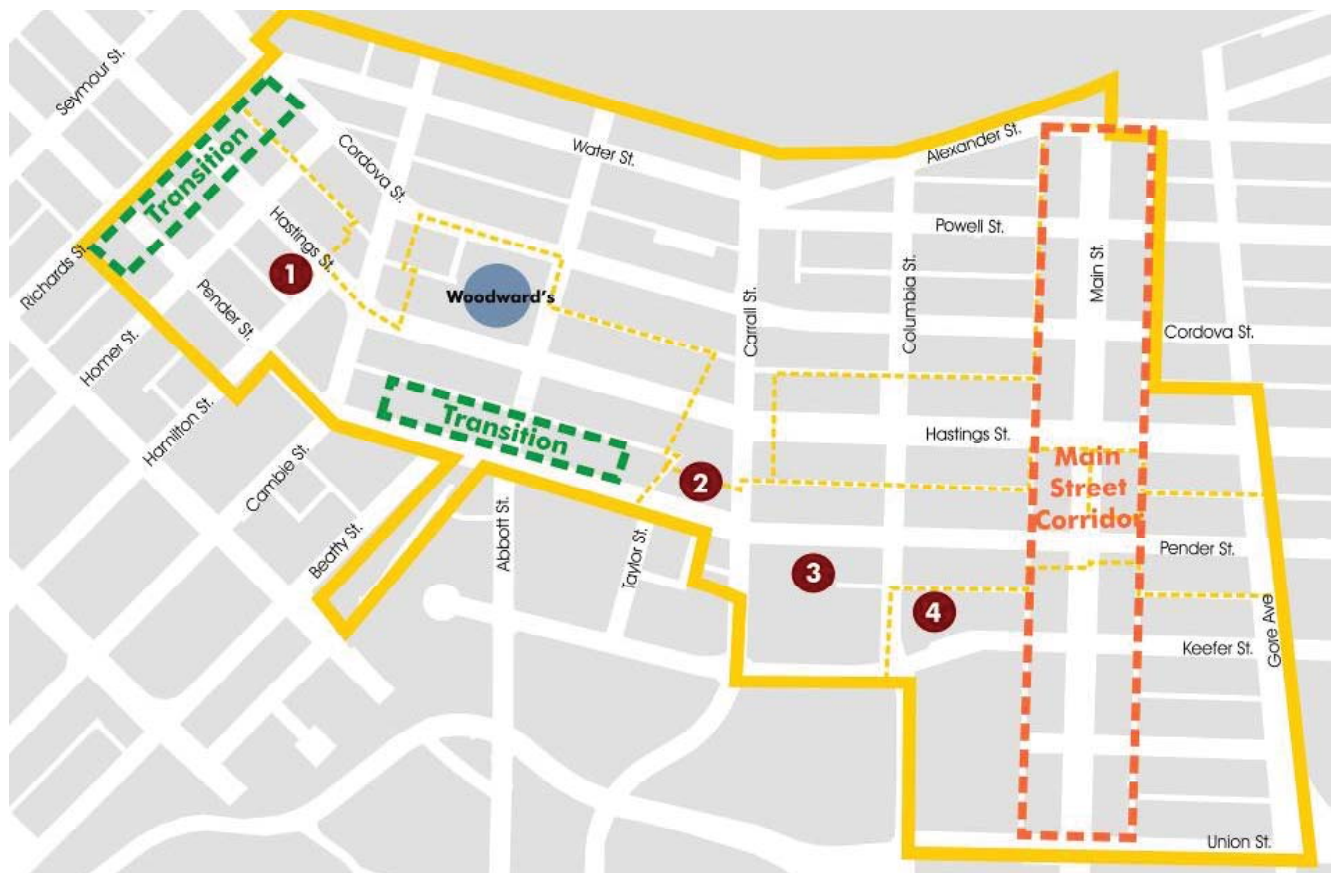 Seymour St.
Transition
Cordova St.
Water St.
Alexander St.
Powell St.
Main St.
Richards St.
Hastings St.
1
Woodward's
Pender St.
Homer St.
Carrall St.
Columbia St.
Cordova St.
Hamilton St.
Transition
Hastings St.
Main
Street
Corridor
Cambie St.
2
Beatty St.
Abbott St.
Taylor St.
3
Pender St.
4
Gore Ave
Keefer St.
Union St.